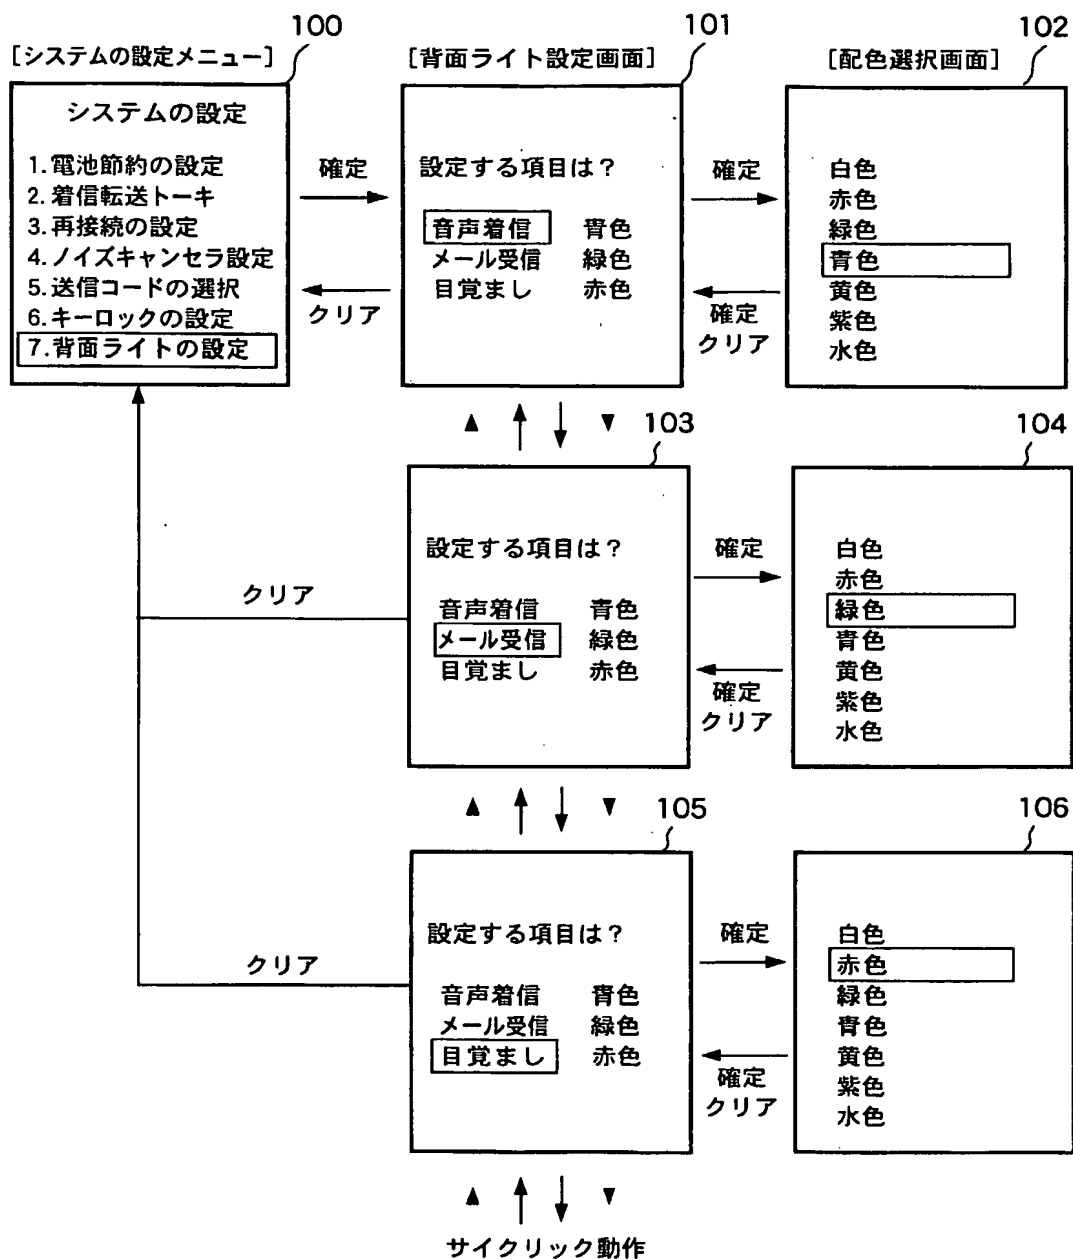 100
[システムの設定メニュー]
システムの設定
1.電池節約の設定
2.着信転送トーキ
3.再接続の設定
4.ノイズキャンセラ設定
5.送信コードの選択
6.キーロックの設定
7.背面ライトの設定
確定
クリア
101
[背面ライト設定画面]
設定する項目は?
音声着信 青色
メール受信 緑色
目覚まし 赤色
確定
確定
クリア
102
[配色選択画面]
白色
赤色
緑色
青色
黄色
紫色
水色
▲ ▼
103
設定する項目は?
音声着信 青色
メール受信 緑色
目覚まし 赤色
クリア
確定
確定
クリア
104
白色
赤色
緑色
青色
黄色
紫色
水色
▲ ▼
105
設定する項目は?
音声着信 青色
メール受信 緑色
目覚まし 赤色
クリア
確定
確定
クリア
106
白色
赤色
緑色
青色
黄色
紫色
水色
▲ ▼
サイクリック動作